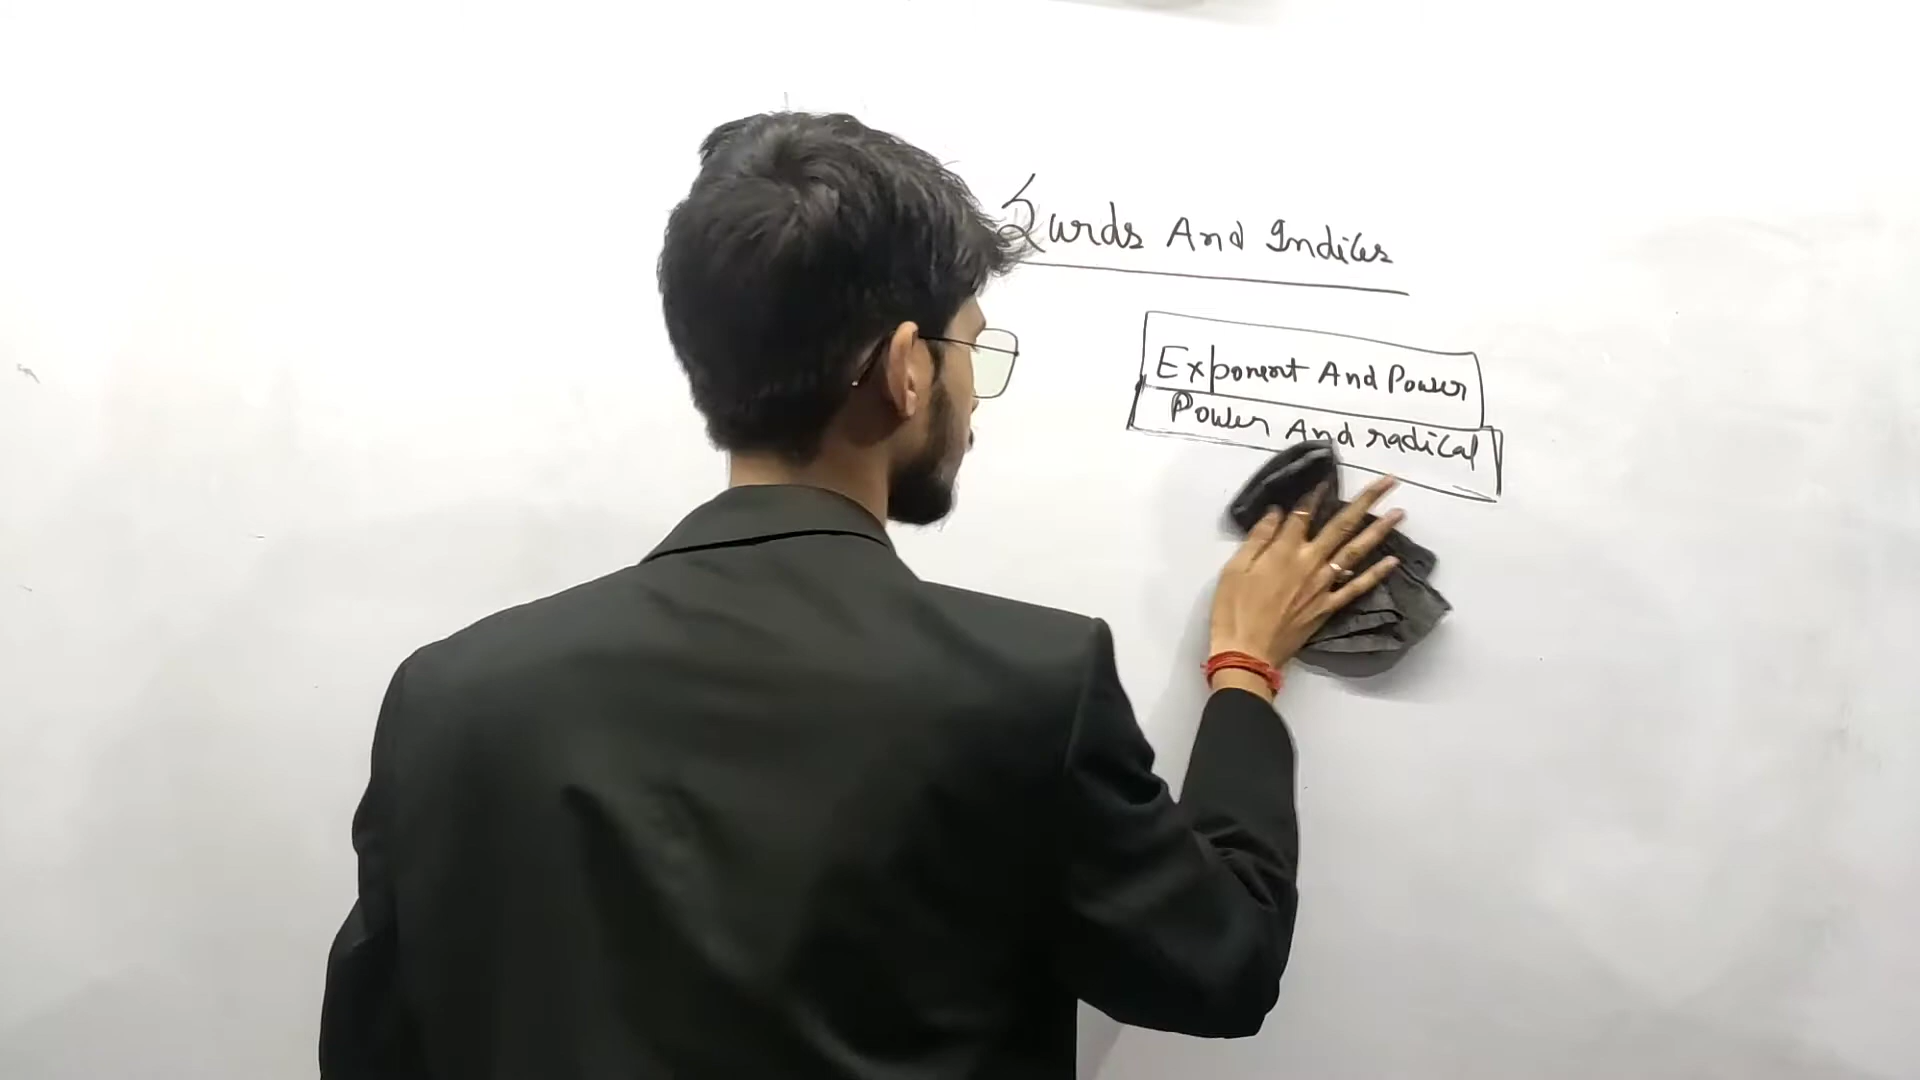 Surds And Indices
Exponent And Power
Power And radical